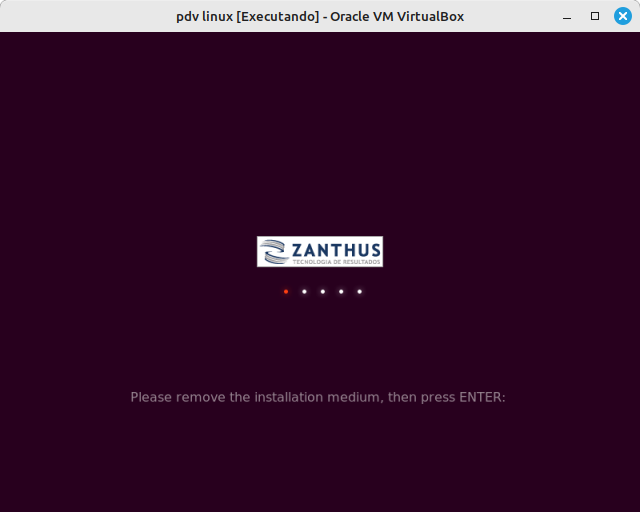 pdv linux [Executando] - Oracle VM VirtualBox
ZANTHUS
TECNOLOGIA DE RESULTADOS
Please remove the installation medium, then press ENTER: